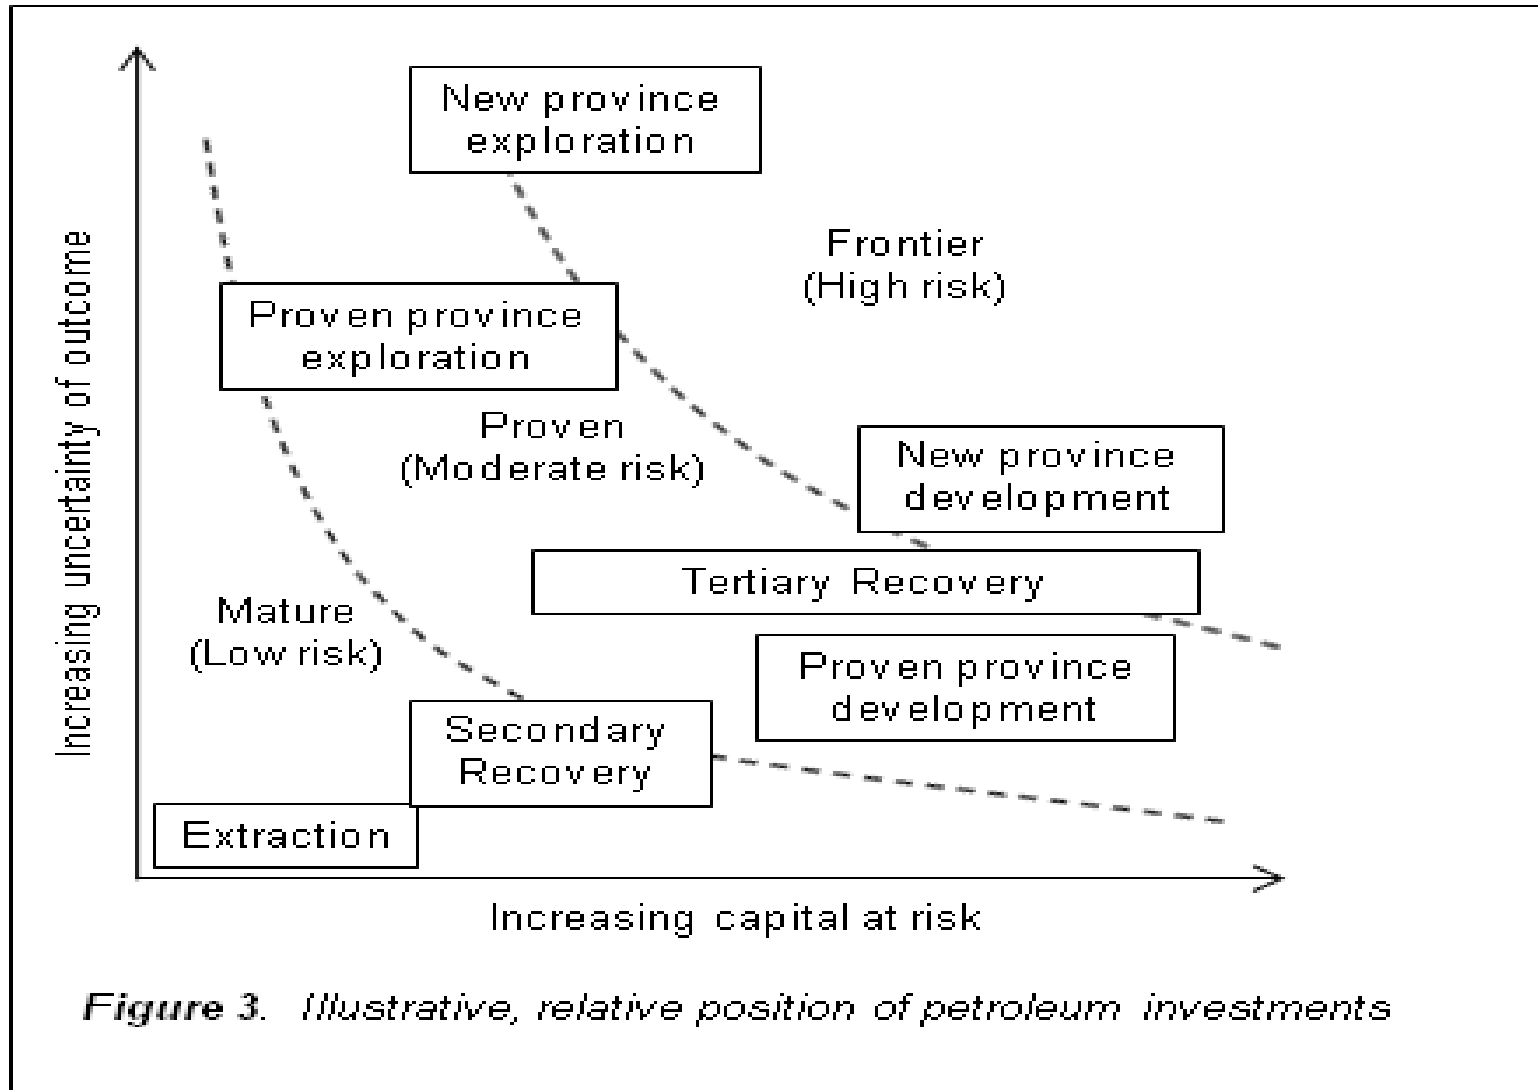 New province
exploration
Frontier
(High risk)
Proven province
exploration
Proven
(Moderate risk)
New province
development
Tertiary Recovery
Mature
(Low risk)
Proven province
development
Secondary
Recovery
Extraction
Increasing uncertainty of outcome
Increasing capital at risk
Figure 3. Illustrative, relative position of petroleum investments